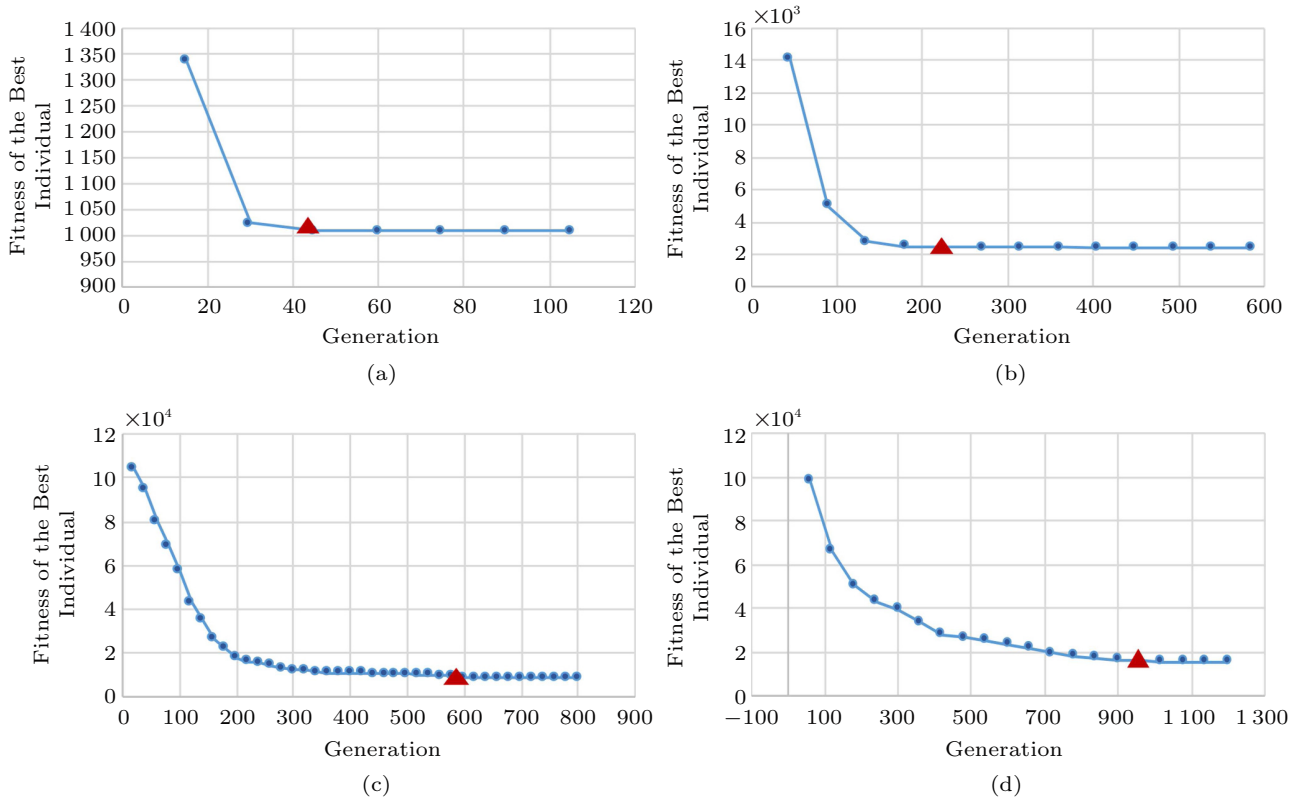 1 400
1 350
1 300
1 250
1 200
1 150
1 100
1 050
1 000
950
900
Fitness of the Best
Individual
0 20 40 60 80 100 120
Generation
(a)
×10³
16
14
12
10
8
6
4
2
0
Fitness of the Best
Individual
0 100 200 300 400 500 600
Generation
(b)
×10⁴
12
10
8
6
4
2
0
Fitness of the Best
Individual
0 100 200 300 400 500 600 700 800 900
Generation
(c)
×10⁴
12
10
8
6
4
2
0
Fitness of the Best
Individual
−100 100 300 500 700 900 1 100 1 300
Generation
(d)